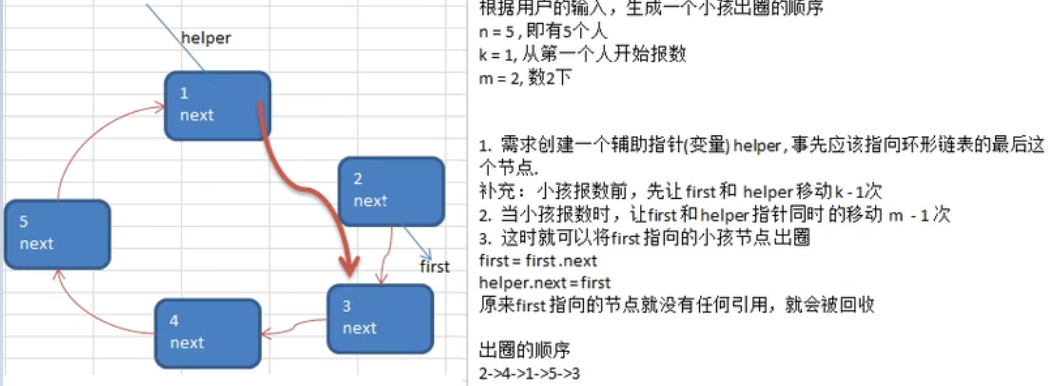 helper
1
next
2
next
5
next
first
3
next
4
next
根据用户的输入，生成一个小孩出圈的顺序
n = 5 , 即有5个人
k = 1, 从第一个人开始报数
m = 2, 数2下
1. 需求创建一个辅助指针(变量) helper , 事先应该指向环形链表的最后这
个节点.
补充：小孩报数前，先让 first 和 helper 移动 k - 1次
2. 当小孩报数时，让first 和 helper 指针同时 的移动 m - 1 次
3. 这时就可以将first 指向的小孩节点 出圈
first = first .next
helper.next = first
原来first 指向的节点就没有任何引用，就会被回收
出圈的顺序
2->4->1->5->3